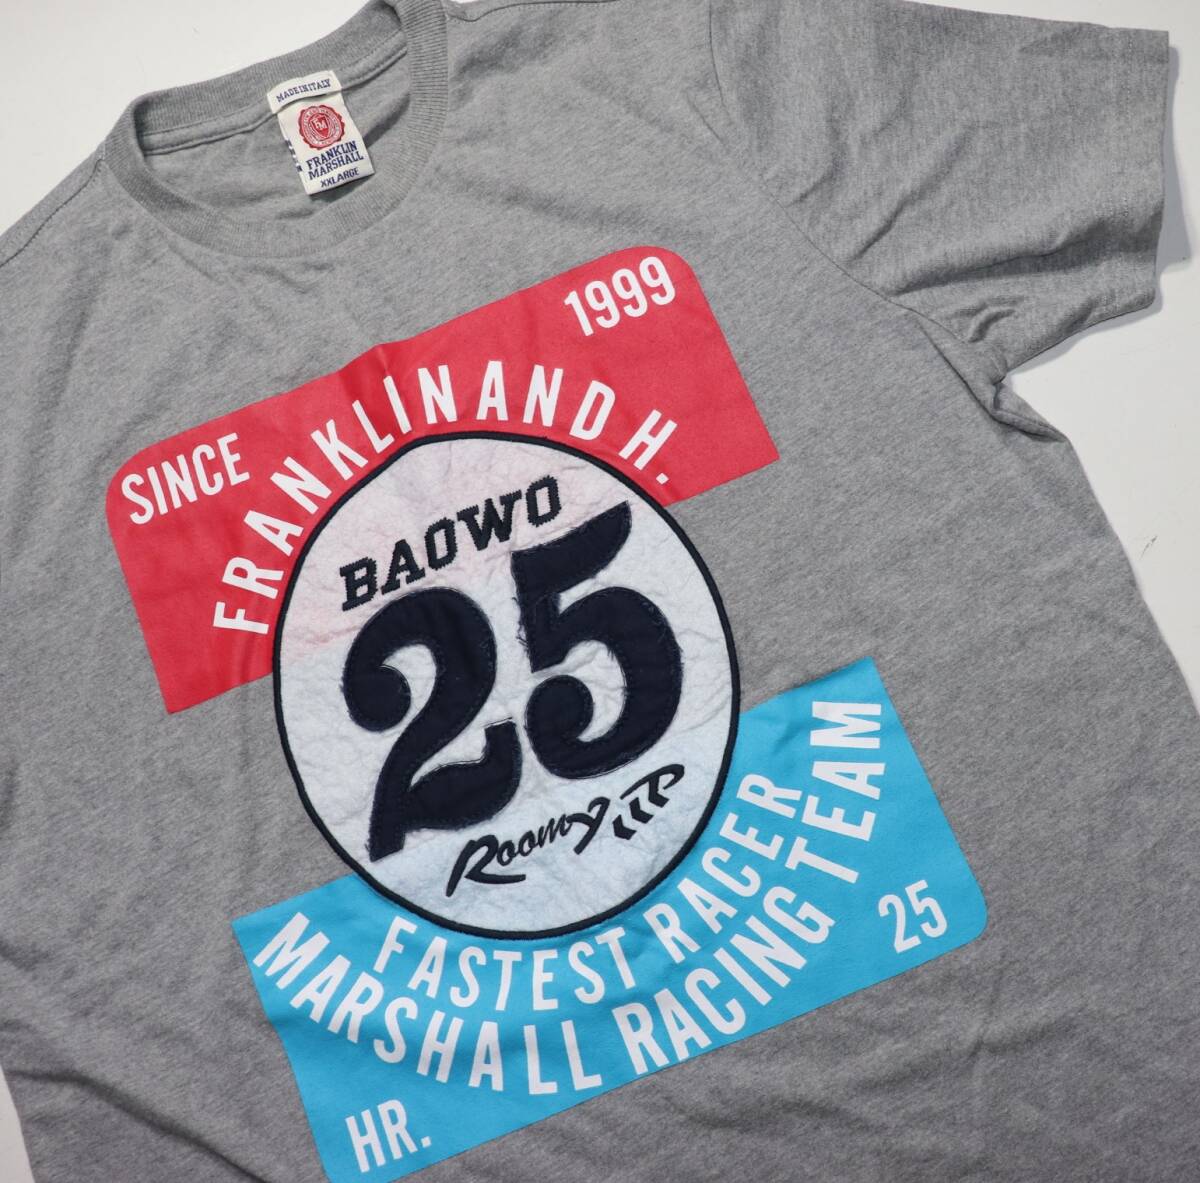 MADE IN ITALY
FM
FRANKLIN
MARSHALL
XXLARGE
SINCE 1999
FRANKLIN AND H.
BAOWO
25
Roomy
FASTEST RACER
MARSHALL RACING TEAM
HR. 25